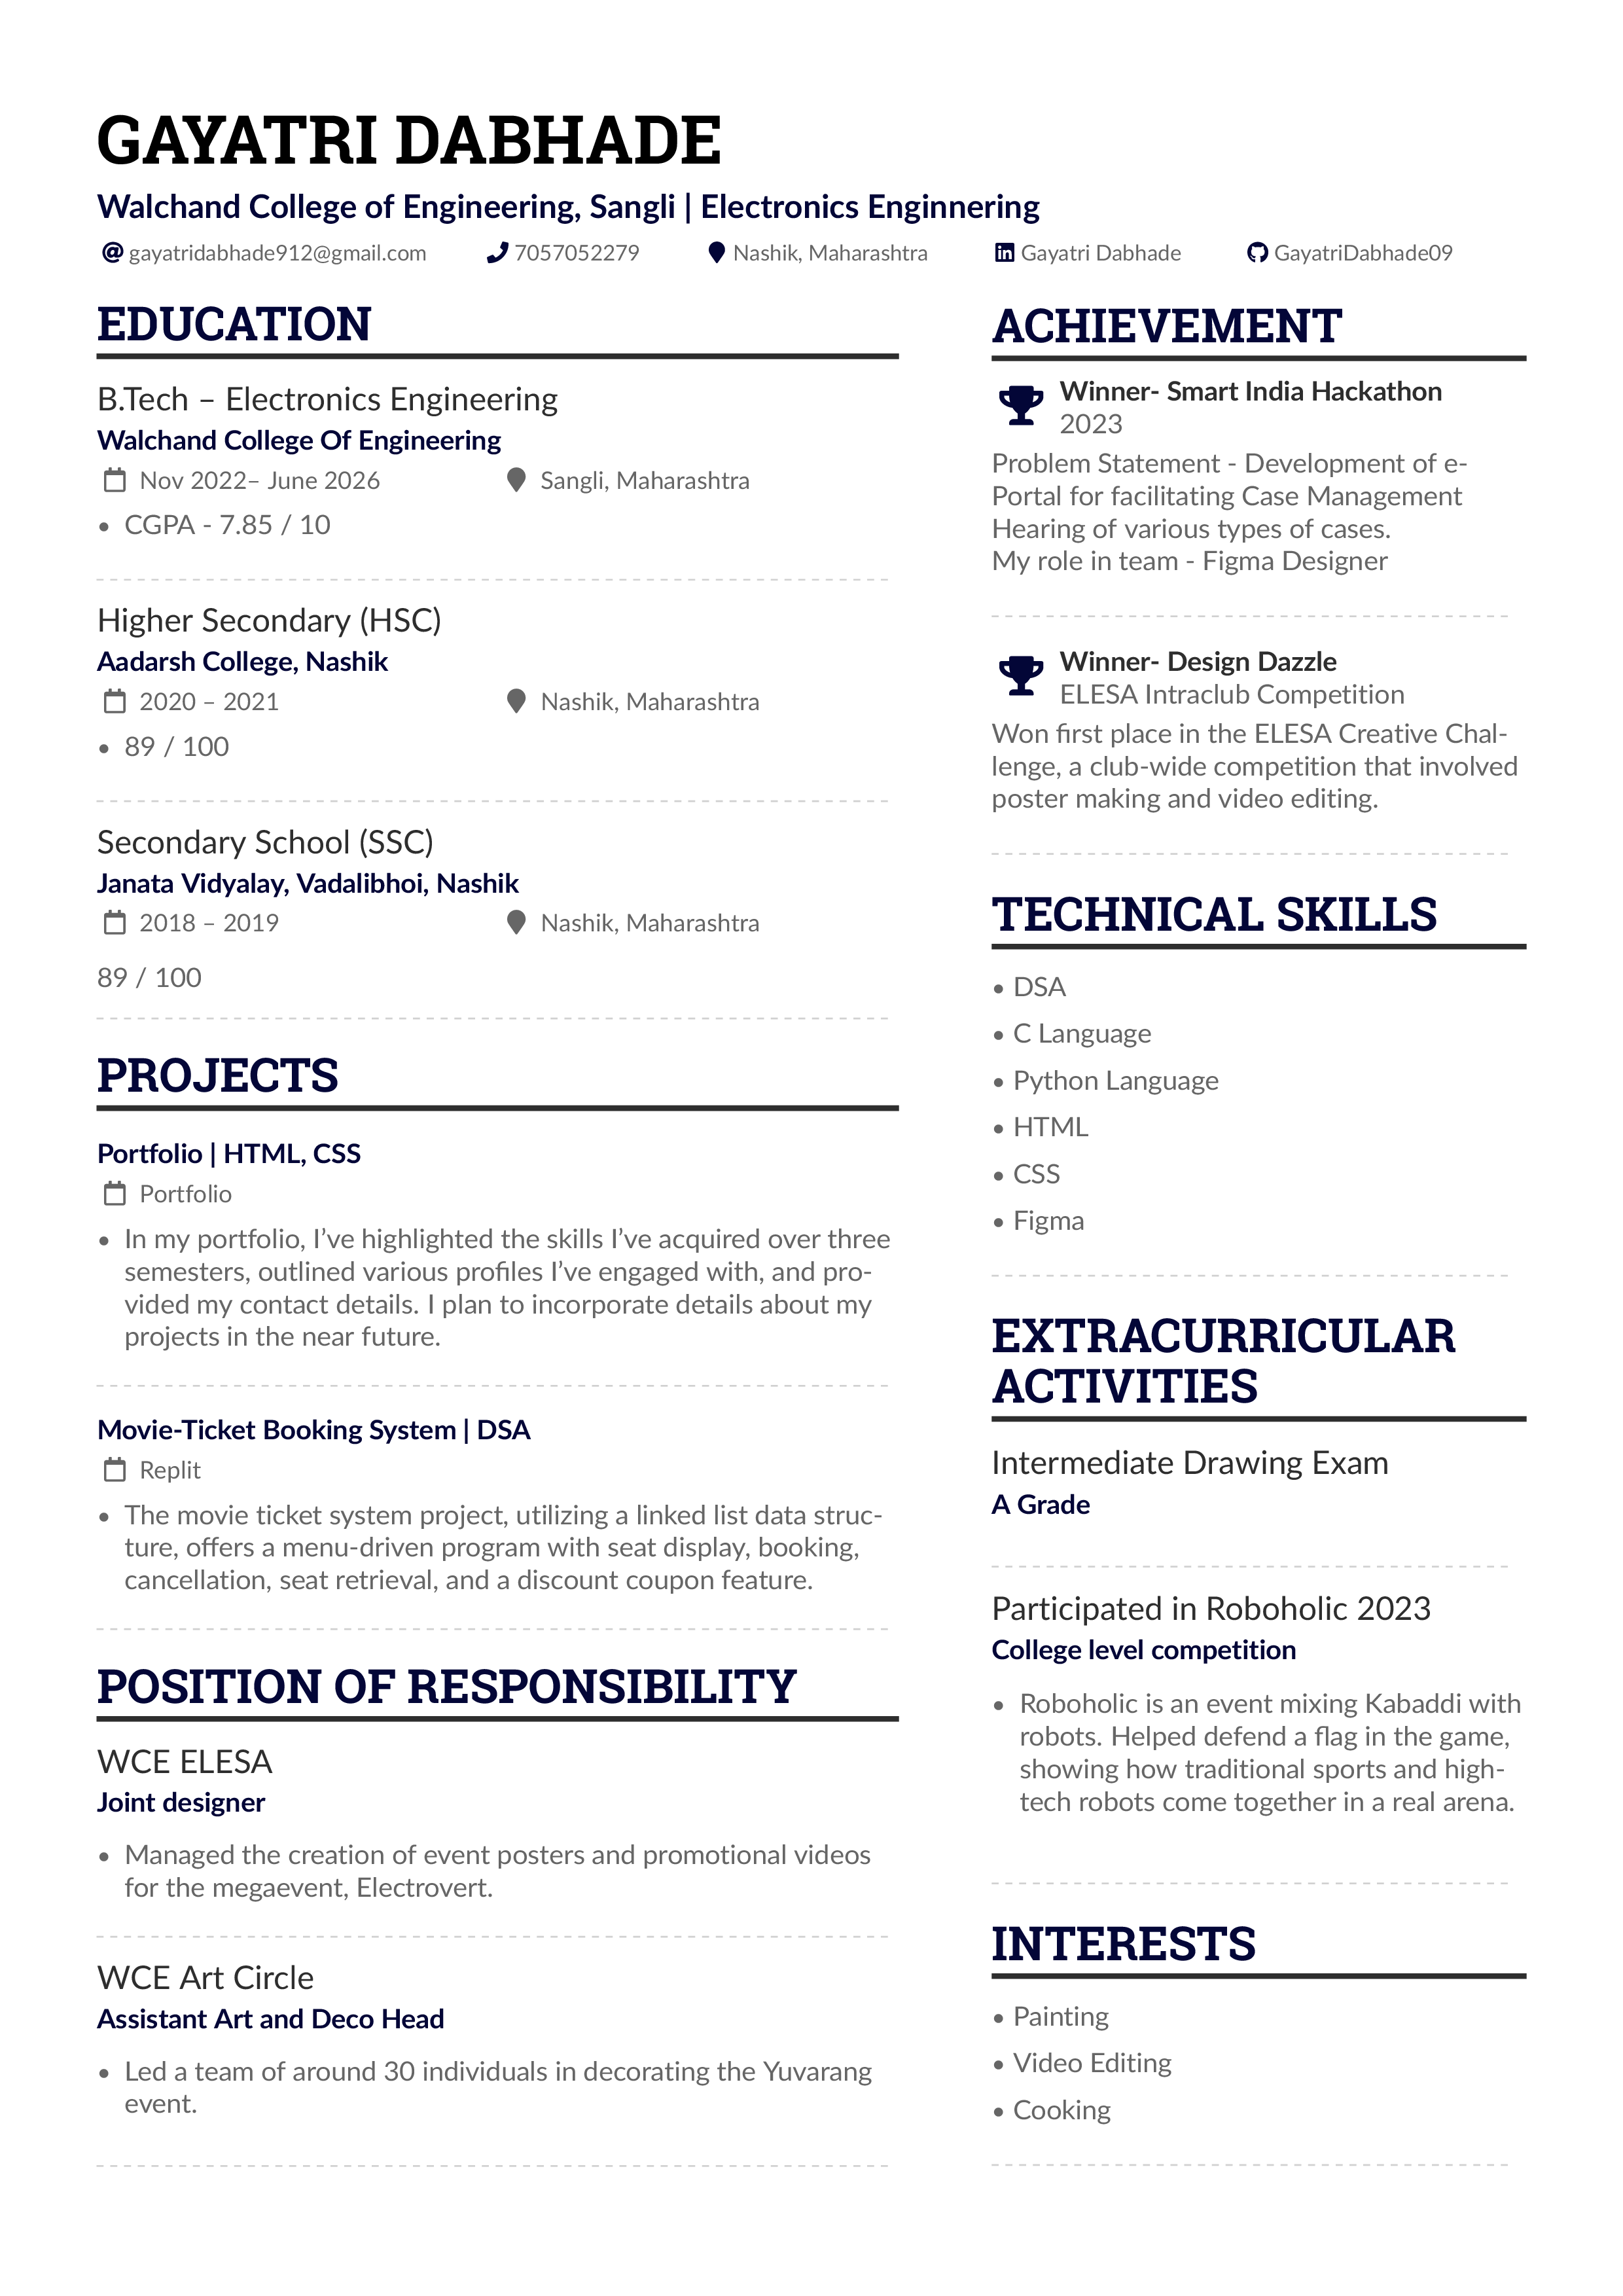 GAYATRI DABHADE
Walchand College of Engineering, Sangli | Electronics Enginnering
gayatridabhade912@gmail.com 7057052279 Nashik, Maharashtra Gayatri Dabhade GayatriDabhade09
EDUCATION
B.Tech – Electronics Engineering
Walchand College Of Engineering
Nov 2022– June 2026 Sangli, Maharashtra
• CGPA - 7.85 / 10
Higher Secondary (HSC)
Aadarsh College, Nashik
2020 – 2021 Nashik, Maharashtra
• 89 / 100
Secondary School (SSC)
Janata Vidyalay, Vadalibhoi, Nashik
2018 – 2019 Nashik, Maharashtra
89 / 100
PROJECTS
Portfolio | HTML, CSS
Portfolio
• In my portfolio, I’ve highlighted the skills I’ve acquired over three
semesters, outlined various profiles I’ve engaged with, and pro-
vided my contact details. I plan to incorporate details about my
projects in the near future.
Movie-Ticket Booking System | DSA
Replit
• The movie ticket system project, utilizing a linked list data struc-
ture, offers a menu-driven program with seat display, booking,
cancellation, seat retrieval, and a discount coupon feature.
POSITION OF RESPONSIBILITY
WCE ELESA
Joint designer
• Managed the creation of event posters and promotional videos
for the megaevent, Electrovert.
WCE Art Circle
Assistant Art and Deco Head
• Led a team of around 30 individuals in decorating the Yuvarang
event.
ACHIEVEMENT
Winner- Smart India Hackathon
2023
Problem Statement - Development of e-
Portal for facilitating Case Management
Hearing of various types of cases.
My role in team - Figma Designer
Winner- Design Dazzle
ELESA Intraclub Competition
Won first place in the ELESA Creative Chal-
lenge, a club-wide competition that involved
poster making and video editing.
TECHNICAL SKILLS
• DSA
• C Language
• Python Language
• HTML
• CSS
• Figma
EXTRACURRICULAR
ACTIVITIES
Intermediate Drawing Exam
A Grade
Participated in Roboholic 2023
College level competition
• Roboholic is an event mixing Kabaddi with
robots. Helped defend a flag in the game,
showing how traditional sports and high-
tech robots come together in a real arena.
INTERESTS
• Painting
• Video Editing
• Cooking